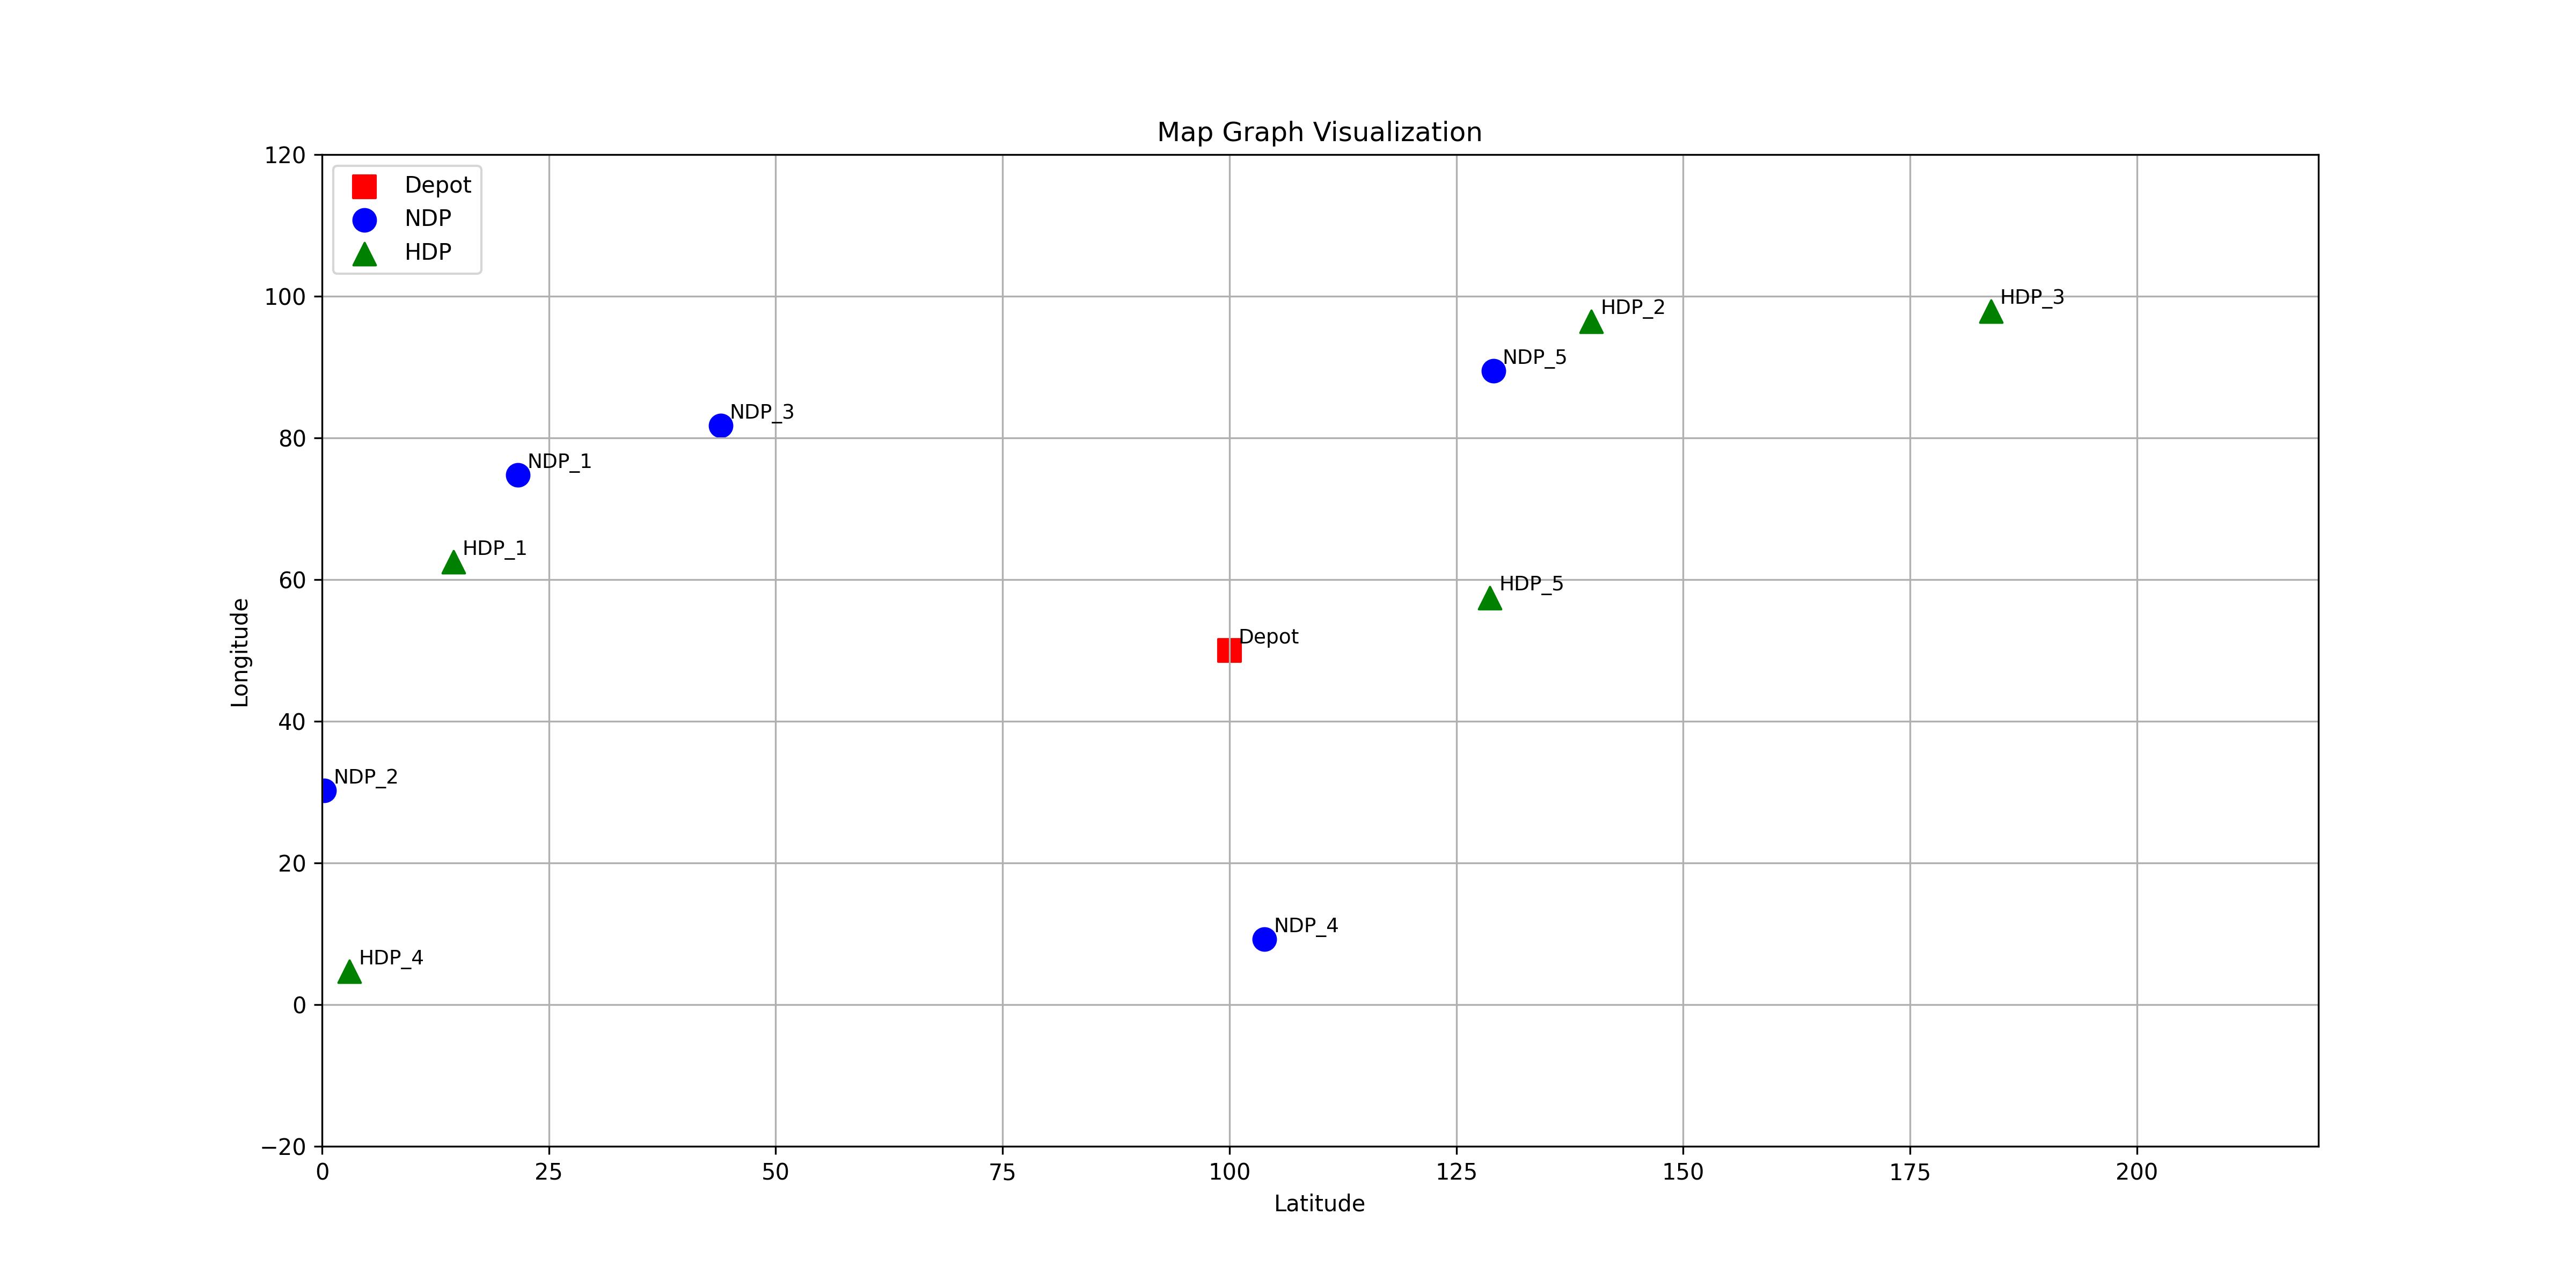 Map Graph Visualization
120
100
80
60
40
20
0
−20
Longitude
Depot
NDP
HDP
HDP_3
HDP_2
NDP_5
NDP_3
NDP_1
HDP_1
HDP_5
Depot
NDP_2
NDP_4
HDP_4
0 25 50 75 100 125 150 175 200
Latitude